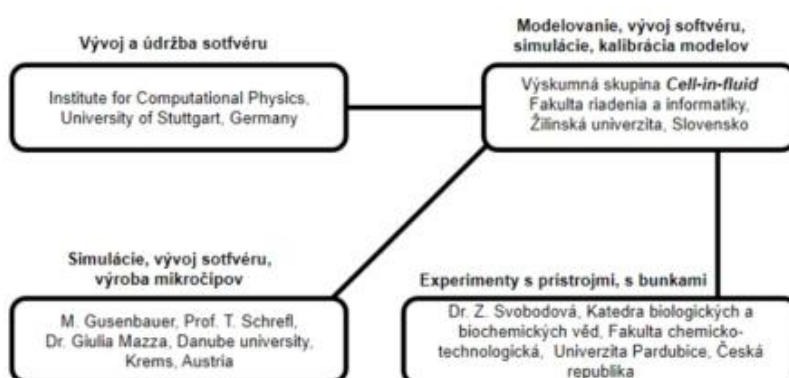 Vývoj a údržba sotfvéru
Institute for Computational Physics,
University of Stuttgart, Germany
Modelovanie, vývoj softvéru,
simulácie, kalibrácia modelov
Výskumná skupina Cell-in-fluid
Fakulta riadenia a informatiky,
Žilinská univerzita, Slovensko
Simulácie, vývoj sotfvéru,
výroba mikročipov
M. Gusenbauer, Prof. T. Schrefl,
Dr. Giulia Mazza, Danube university,
Krems, Austria
Experimenty s prístrojmi, s bunkami
Dr. Z. Svobodová, Katedra biologických a
biochemických věd, Fakulta chemicko-
technologická, Univerzita Pardubice, Česká
republika